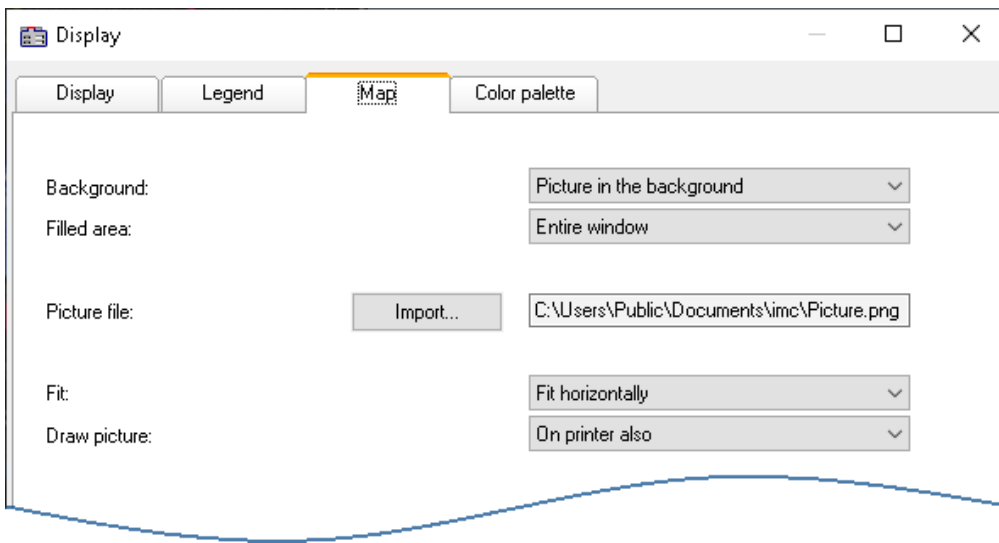 Display
Display Legend Map Color palette
Background: Picture in the background
Filled area: Entire window
Picture file: Import... C:\Users\Public\Documents\imc\Picture.png
Fit: Fit horizontally
Draw picture: On printer also